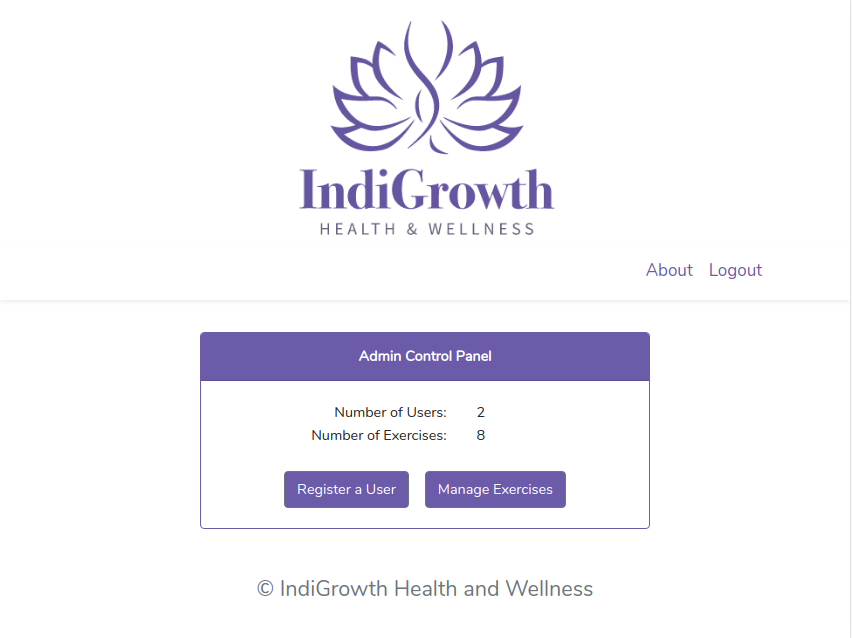 IndiGrowth
HEALTH & WELLNESS
About Logout
Admin Control Panel
Number of Users: 2
Number of Exercises: 8
Register a User Manage Exercises
© IndiGrowth Health and Wellness